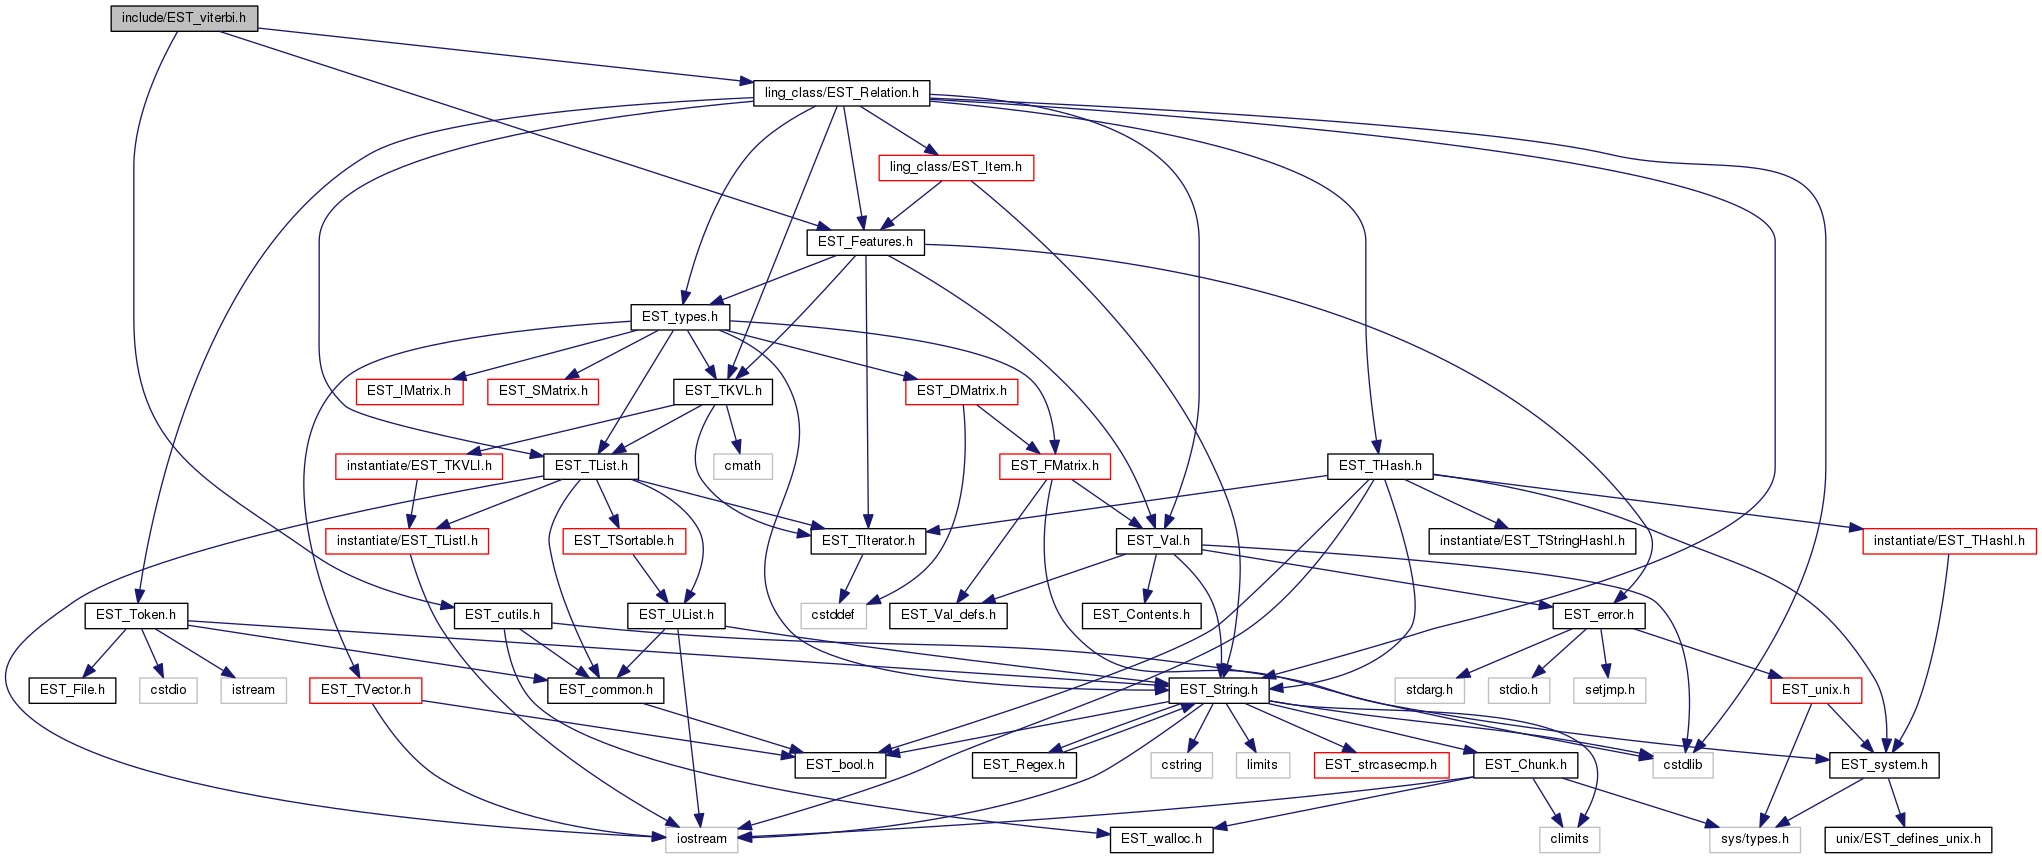 include/EST_viterbi.h
ling_class/EST_Relation.h
ling_class/EST_Item.h
EST_Features.h
EST_types.h
EST_IMatrix.h
EST_SMatrix.h
EST_TKVL.h
EST_DMatrix.h
instantiate/EST_TKVLI.h
EST_TList.h
cmath
EST_FMatrix.h
EST_THash.h
instantiate/EST_TListI.h
EST_TSortable.h
EST_TIterator.h
EST_Val.h
instantiate/EST_TStringHashI.h
instantiate/EST_THashI.h
EST_Token.h
EST_cutils.h
EST_UList.h
cstddef
EST_Val_defs.h
EST_Contents.h
EST_error.h
EST_File.h
cstdio
istream
EST_TVector.h
EST_common.h
EST_String.h
stdarg.h
stdio.h
setjmp.h
EST_unix.h
EST_bool.h
EST_Regex.h
cstring
limits
EST_strcasecmp.h
EST_Chunk.h
cstdlib
EST_system.h
iostream
EST_walloc.h
climits
sys/types.h
unix/EST_defines_unix.h